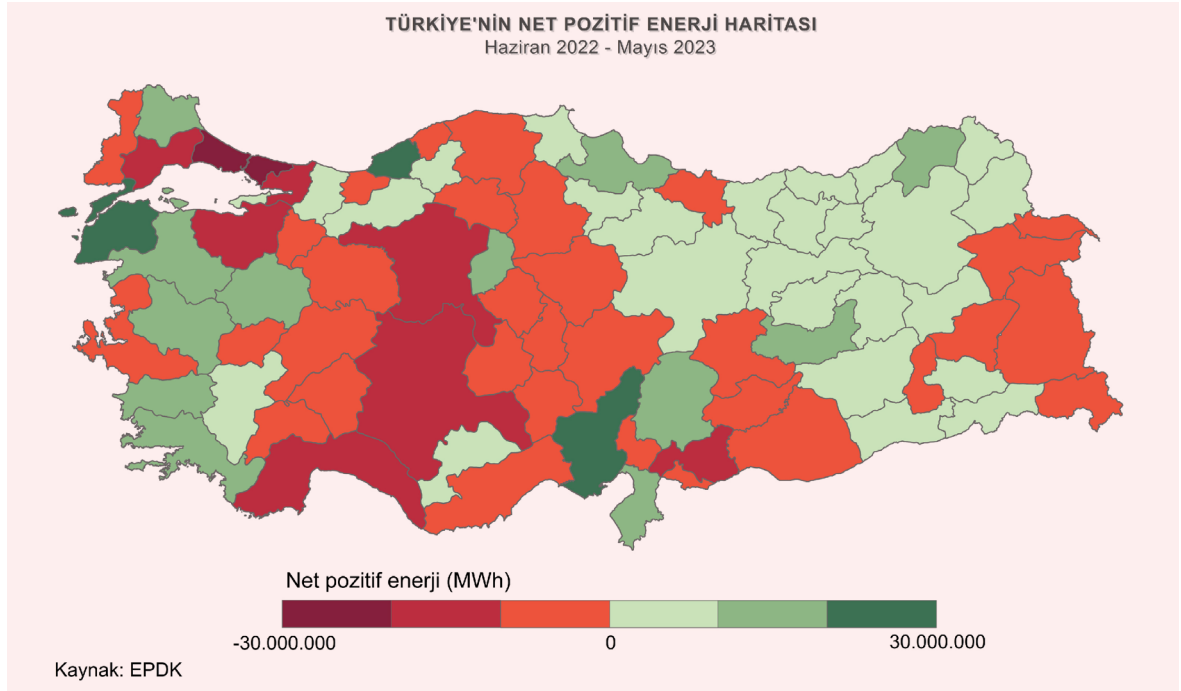 TÜRKİYE'NİN NET POZİTİF ENERJİ HARİTASI
Haziran 2022 - Mayıs 2023
Net pozitif enerji (MWh)
-30.000.000 0 30.000.000
Kaynak: EPDK